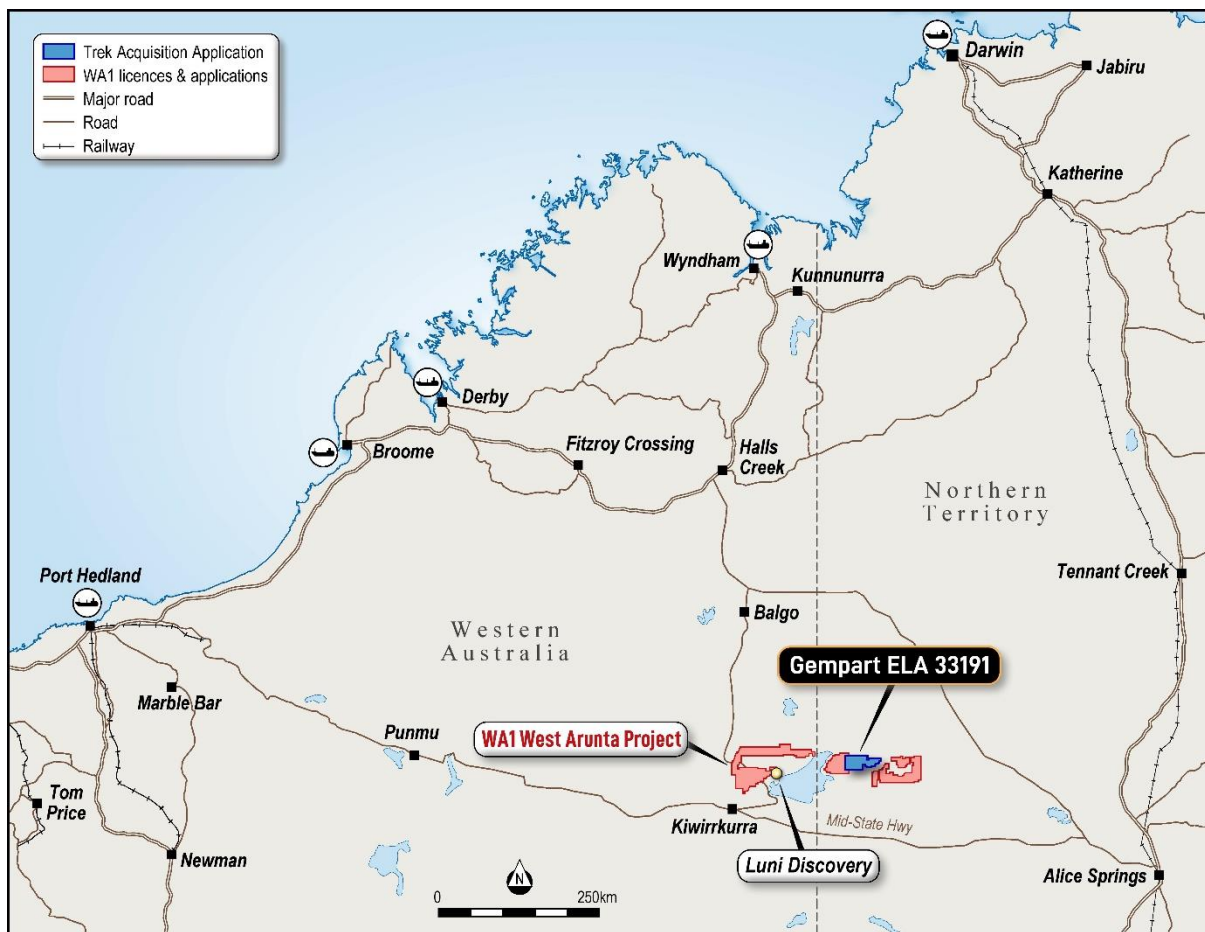 Trek Acquisition Application
WA1 licences & applications
Major road
Road
Railway
Darwin
Jabiru
Katherine
Wyndham
Kununurra
Derby
Broome
Fitzroy Crossing
Halls
Creek
Northern
Territory
Port Hedland
Tennant Creek
Balgo
Western
Australia
Gempart ELA 33191
Marble Bar
Punmu
WA1 West Arunta Project
Tom
Price
Kiwirrkurra
Mid-State Hwy
Newman
Luni Discovery
Alice Springs
N
0
250km